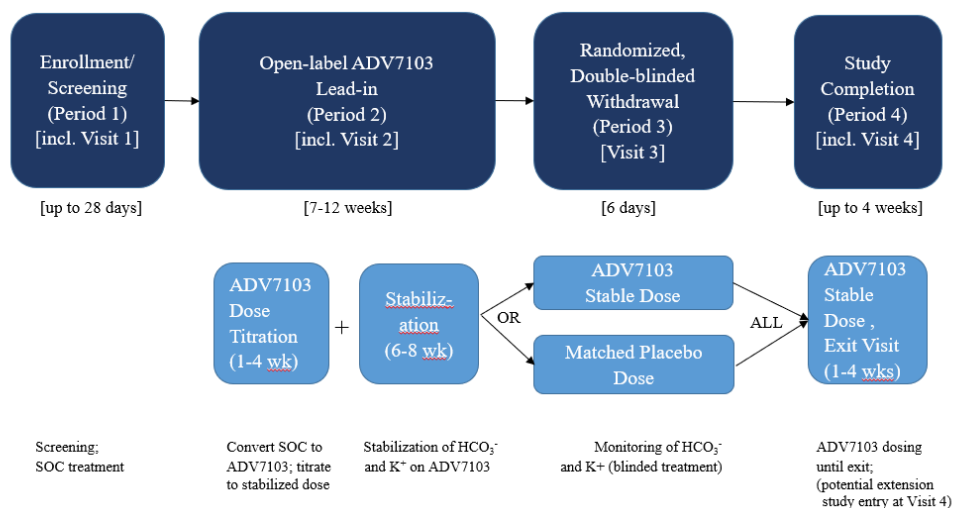 Enrollment/
Screening
(Period 1)
[incl. Visit 1]
Open-label ADV7103
Lead-in
(Period 2)
[incl. Visit 2]
Randomized,
Double-blinded
Withdrawal
(Period 3)
[Visit 3]
Study
Completion
(Period 4)
[incl. Visit 4]
[up to 28 days]
[7-12 weeks]
[6 days]
[up to 4 weeks]
ADV7103
Dose
Titration
(1-4 wk)
+
Stabiliz-
ation
(6-8 wk)
OR
ADV7103
Stable Dose
Matched Placebo
Dose
ALL
ADV7103
Stable
Dose ,
Exit Visit
(1-4 wks)
Screening;
SOC treatment
Convert SOC to
ADV7103; titrate
to stabilized dose
Stabilization of HCO₃⁻
and K⁺ on ADV7103
Monitoring of HCO₃⁻
and K+ (blinded treatment)
ADV7103 dosing
until exit;
(potential extension
study entry at Visit 4)